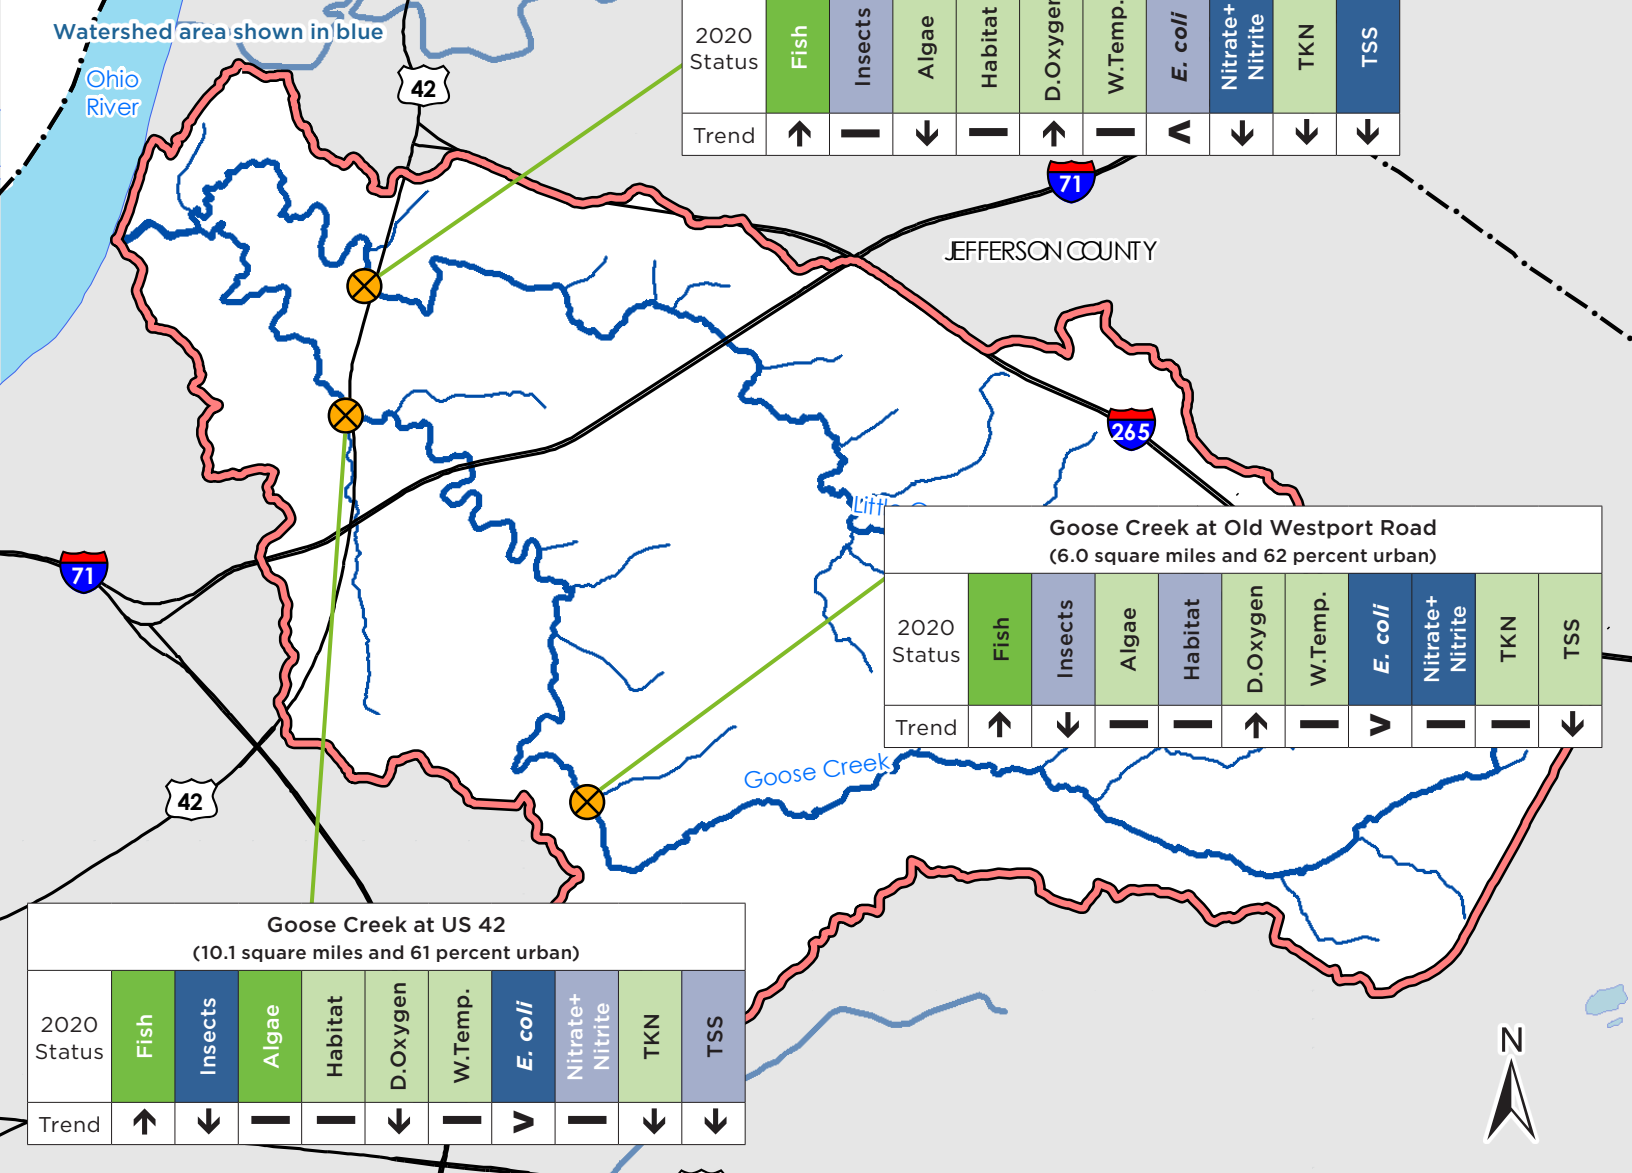 Watershed area shown in blue
Ohio
River
42
2020
Status
Fish
Insects
Algae
Habitat
D.Oxygen
W.Temp.
E. coli
Nitrate+
Nitrite
TKN
TSS
Trend
71
JEFFERSON COUNTY
265
Little
Goose Creek at Old Westport Road
(6.0 square miles and 62 percent urban)
2020
Status
Fish
Insects
Algae
Habitat
D.Oxygen
W.Temp.
E. coli
Nitrate+
Nitrite
TKN
TSS
Trend
71
Goose Creek
42
Goose Creek at US 42
(10.1 square miles and 61 percent urban)
2020
Status
Fish
Insects
Algae
Habitat
D.Oxygen
W.Temp.
E. coli
Nitrate+
Nitrite
TKN
TSS
Trend
N